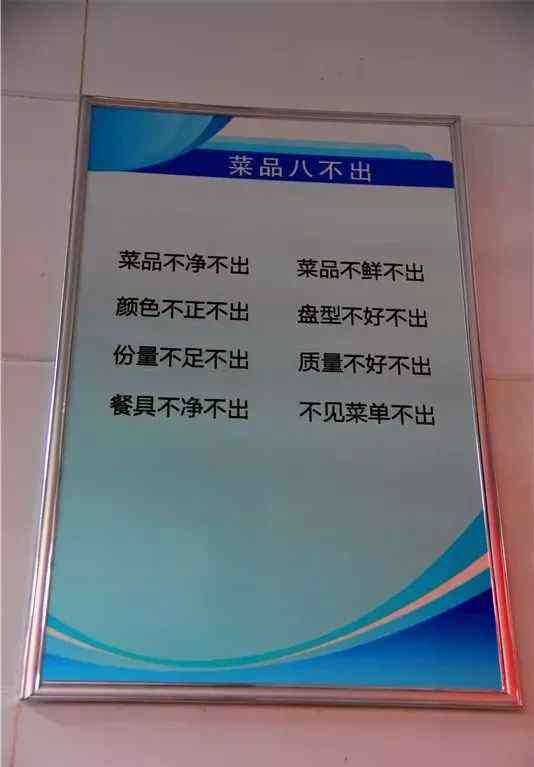 菜品八不出
菜品不净不出 菜品不鲜不出
颜色不正不出 盘型不好不出
份量不足不出 质量不好不出
餐具不净不出 不见菜单不出